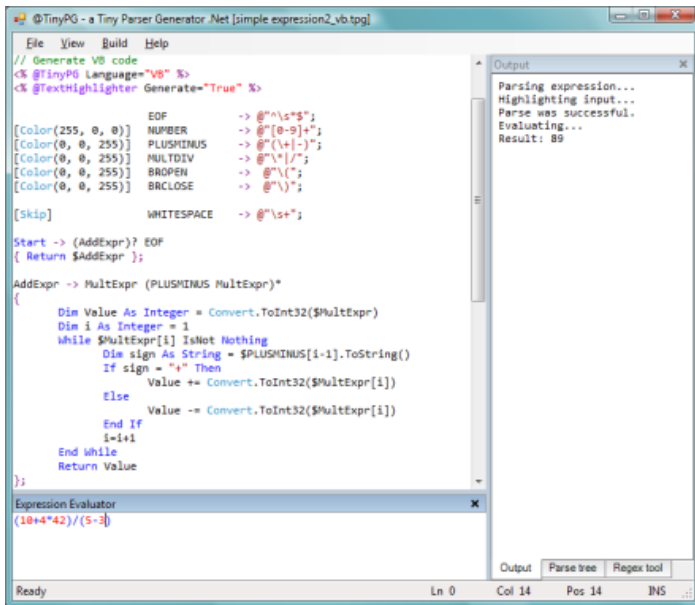 @TinyPG - a Tiny Parser Generator .Net [simple expression2_vb.tpg]
File View Build Help
// Generate VB code
<% @TinyPG Language="VB" %>
<% @TextHighlighter Generate="True" %>
EOF -> @"^\s*$";
[Color(255, 0, 0)] NUMBER -> @"[0-9]+";
[Color(0, 0, 255)] PLUSMINUS -> @"(\+|-)";
[Color(0, 0, 255)] MULTDIV -> @"\*|/";
[Color(0, 0, 255)] BROPEN -> @"\(";
[Color(0, 0, 255)] BRCLOSE -> @"\)";
[Skip] WHITESPACE -> @"\s+";
Start -> (AddExpr)? EOF
{ Return $AddExpr };
AddExpr -> MultExpr (PLUSMINUS MultExpr)*
{
Dim Value As Integer = Convert.ToInt32($MultExpr)
Dim i As Integer = 1
While $MultExpr[i] IsNot Nothing
Dim sign As String = $PLUSMINUS[i-1].ToString()
If sign = "+" Then
Value += Convert.ToInt32($MultExpr[i])
Else
Value -= Convert.ToInt32($MultExpr[i])
End If
i=i+1
End While
Return Value
};
Expression Evaluator
(10+4*42)/(5-3)
Output
Parsing expression...
Highlighting input...
Parse was successful.
Evaluating...
Result: 89
Output Parse tree Regex tool
Ready Ln 0 Col 14 Pos 14 INS